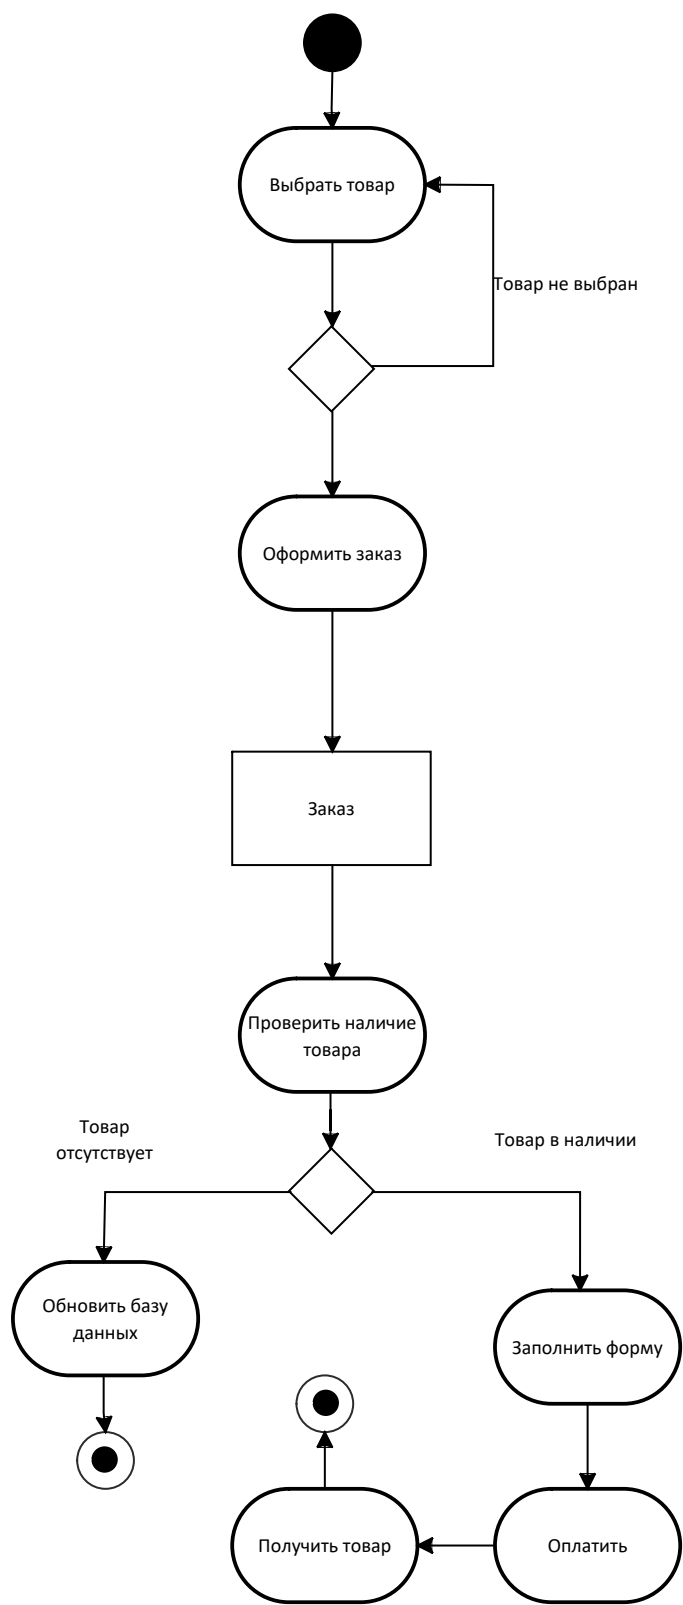 Выбрать товар
Товар не выбран
Оформить заказ
Заказ
Проверить наличие
товара
Товар
отсутствует
Товар в наличии
Обновить базу
данных
Заполнить форму
Получить товар
Оплатить